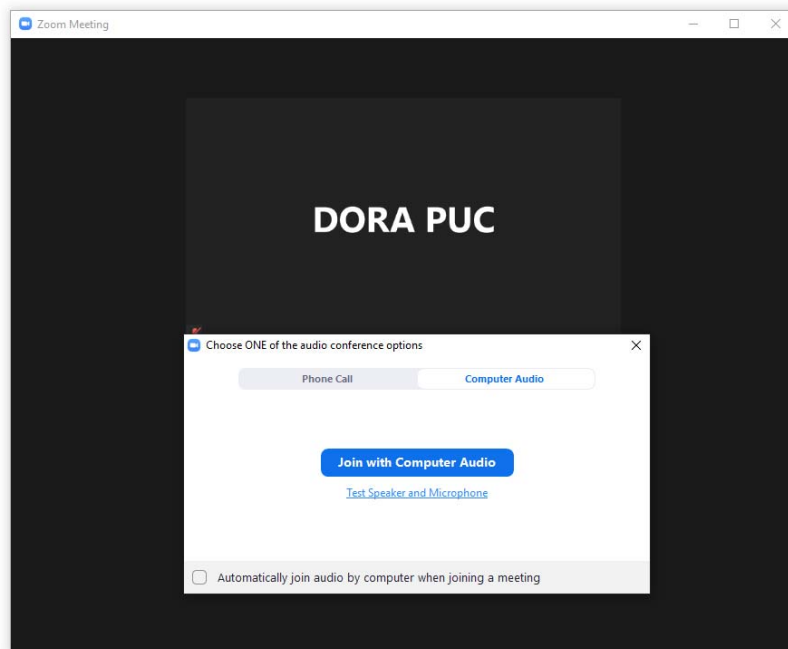 Zoom Meeting
DORA PUC
Choose ONE of the audio conference options
Phone Call Computer Audio
Join with Computer Audio
Test Speaker and Microphone
Automatically join audio by computer when joining a meeting